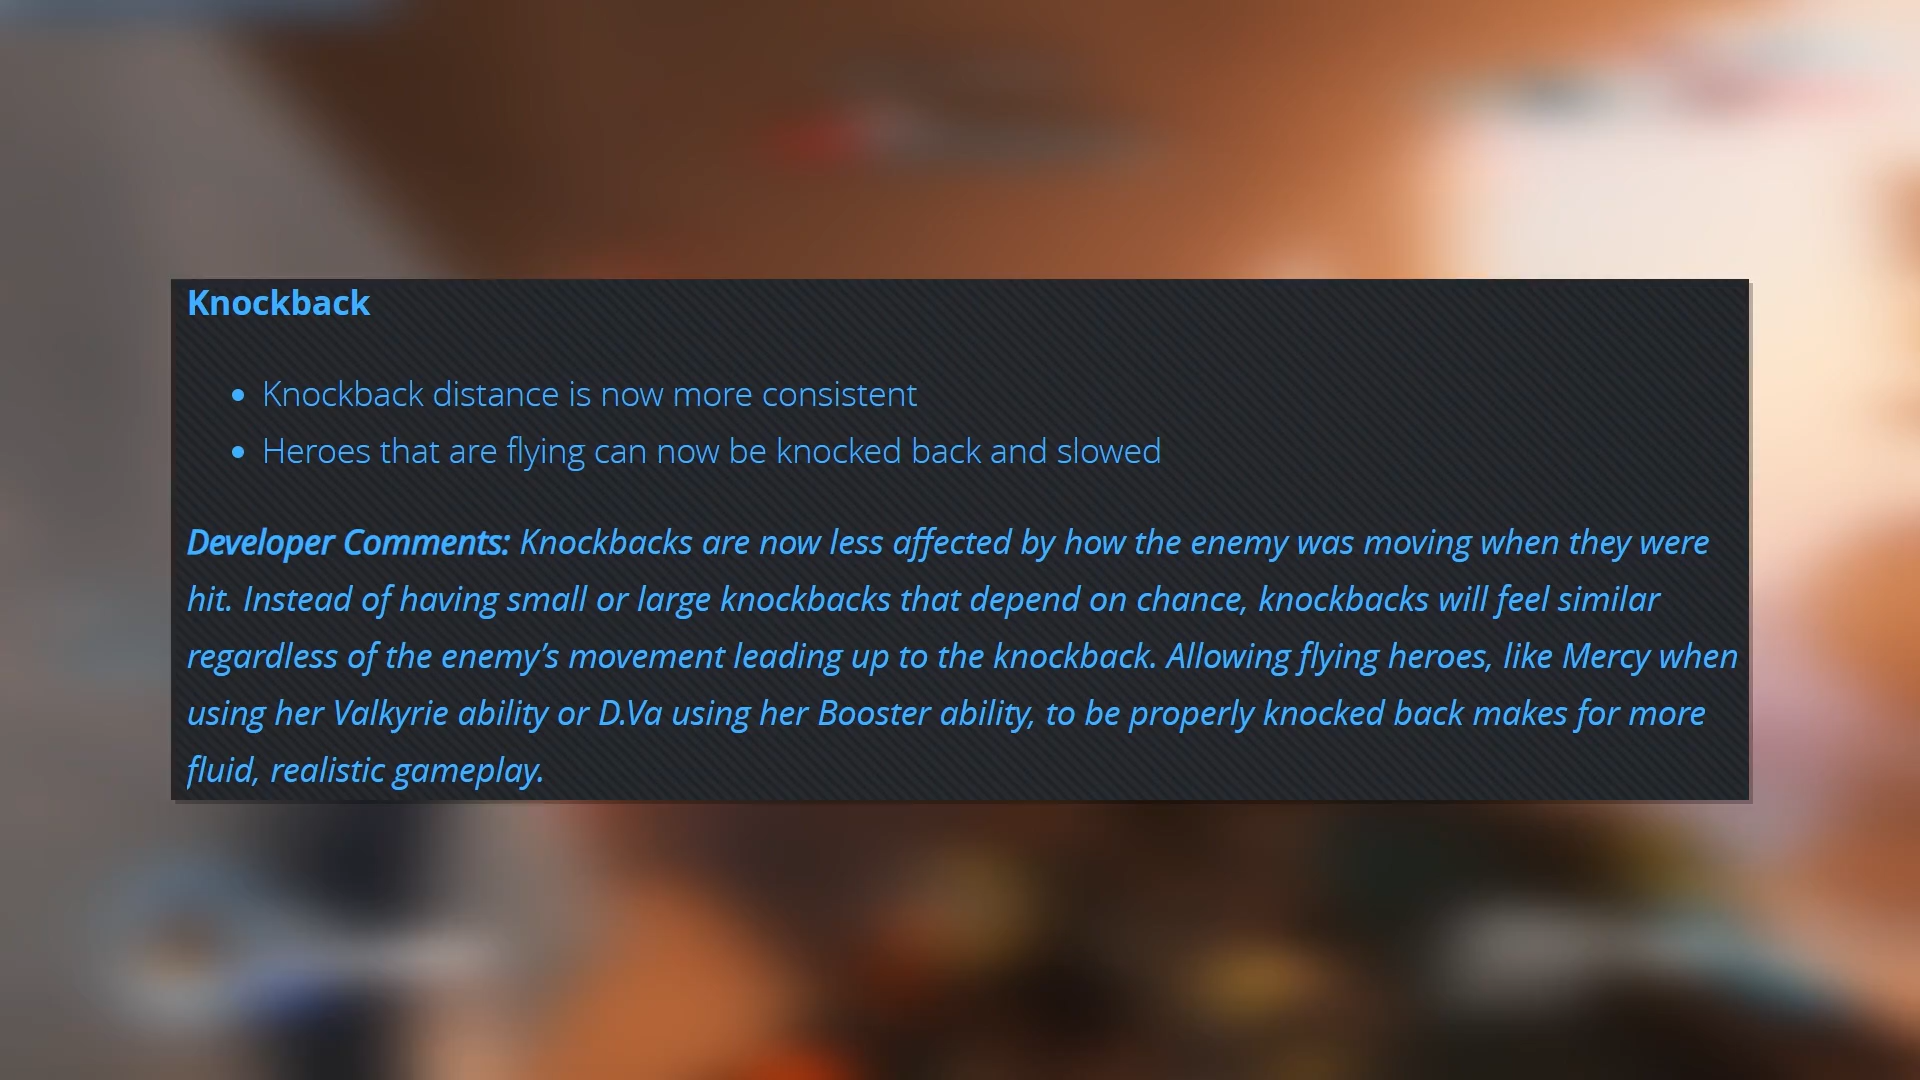 Knockback
• Knockback distance is now more consistent
• Heroes that are flying can now be knocked back and slowed
Developer Comments: Knockbacks are now less affected by how the enemy was moving when they were
hit. Instead of having small or large knockbacks that depend on chance, knockbacks will feel similar
regardless of the enemy’s movement leading up to the knockback. Allowing flying heroes, like Mercy when
using her Valkyrie ability or D.Va using her Booster ability, to be properly knocked back makes for more
fluid, realistic gameplay.